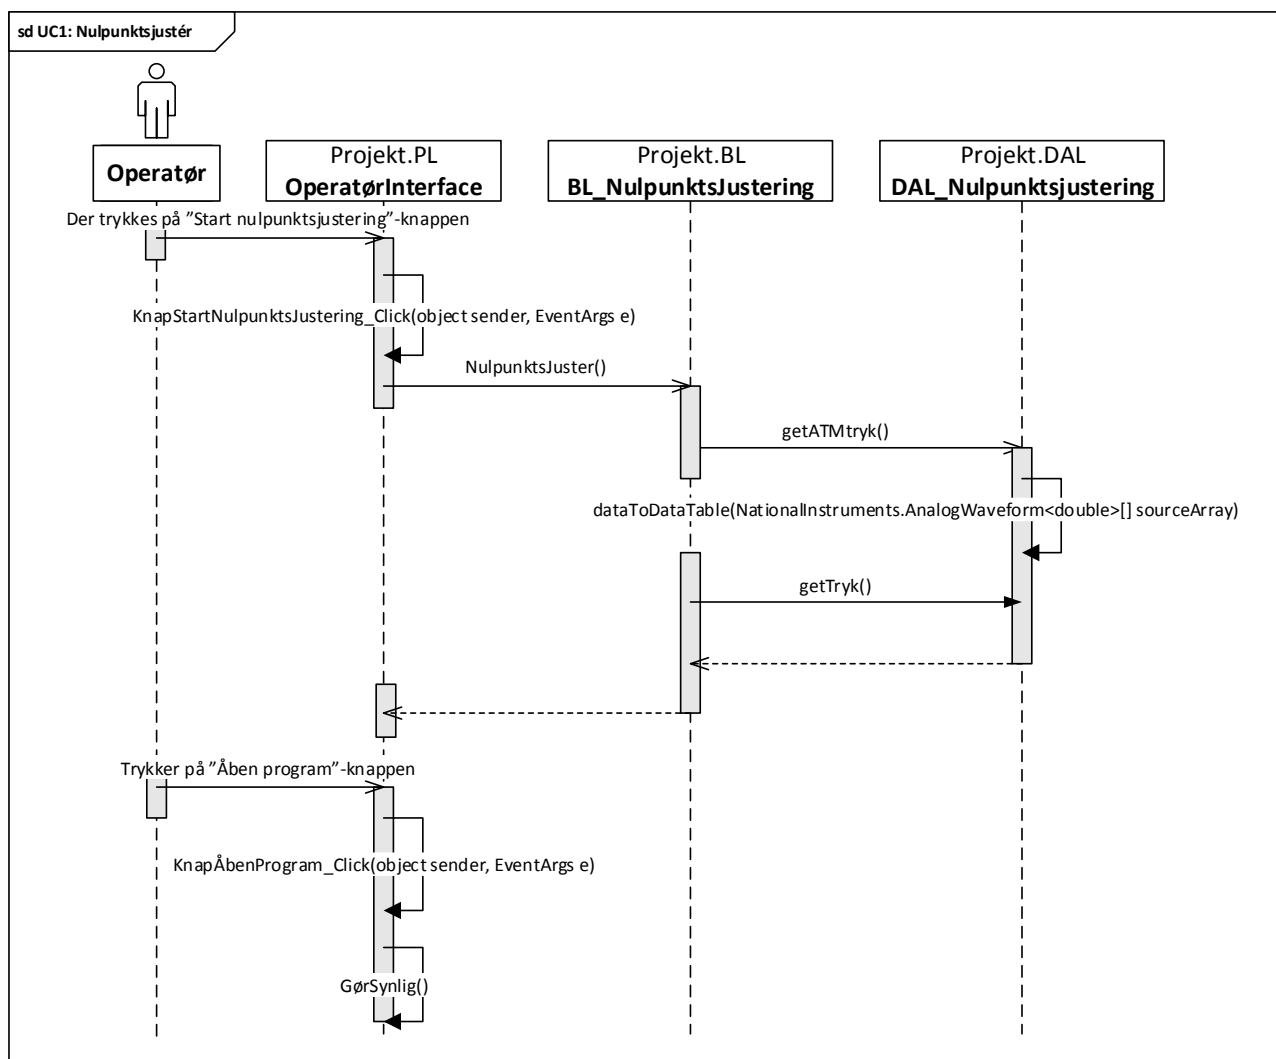 sd UC1: Nulpunktsjustér
Operatør
Projekt.PL
OperatørInterface
Projekt.BL
BL_NulpunktsJustering
Projekt.DAL
DAL_Nulpunktsjustering
Der trykkes på ”Start nulpunktsjustering”-knappen
KnapStartNulpunktsJustering_Click(object sender, EventArgs e)
NulpunktsJuster()
getATMtryk()
dataToDataTable(NationalInstruments.AnalogWaveform<double>[] sourceArray)
getTryk()
Trykker på ”Åben program”-knappen
KnapÅbenProgram_Click(object sender, EventArgs e)
GørSynlig()